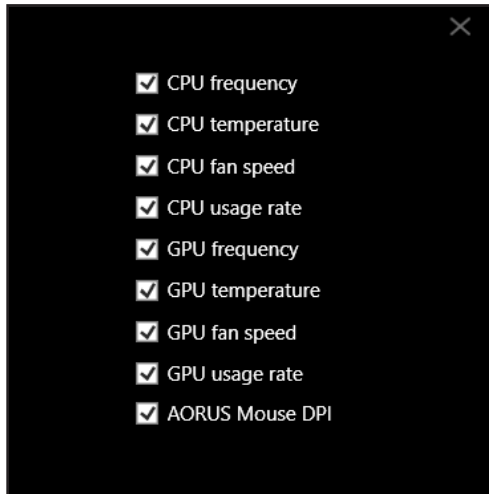 CPU frequency
CPU temperature
CPU fan speed
CPU usage rate
GPU frequency
GPU temperature
GPU fan speed
GPU usage rate
AORUS Mouse DPI